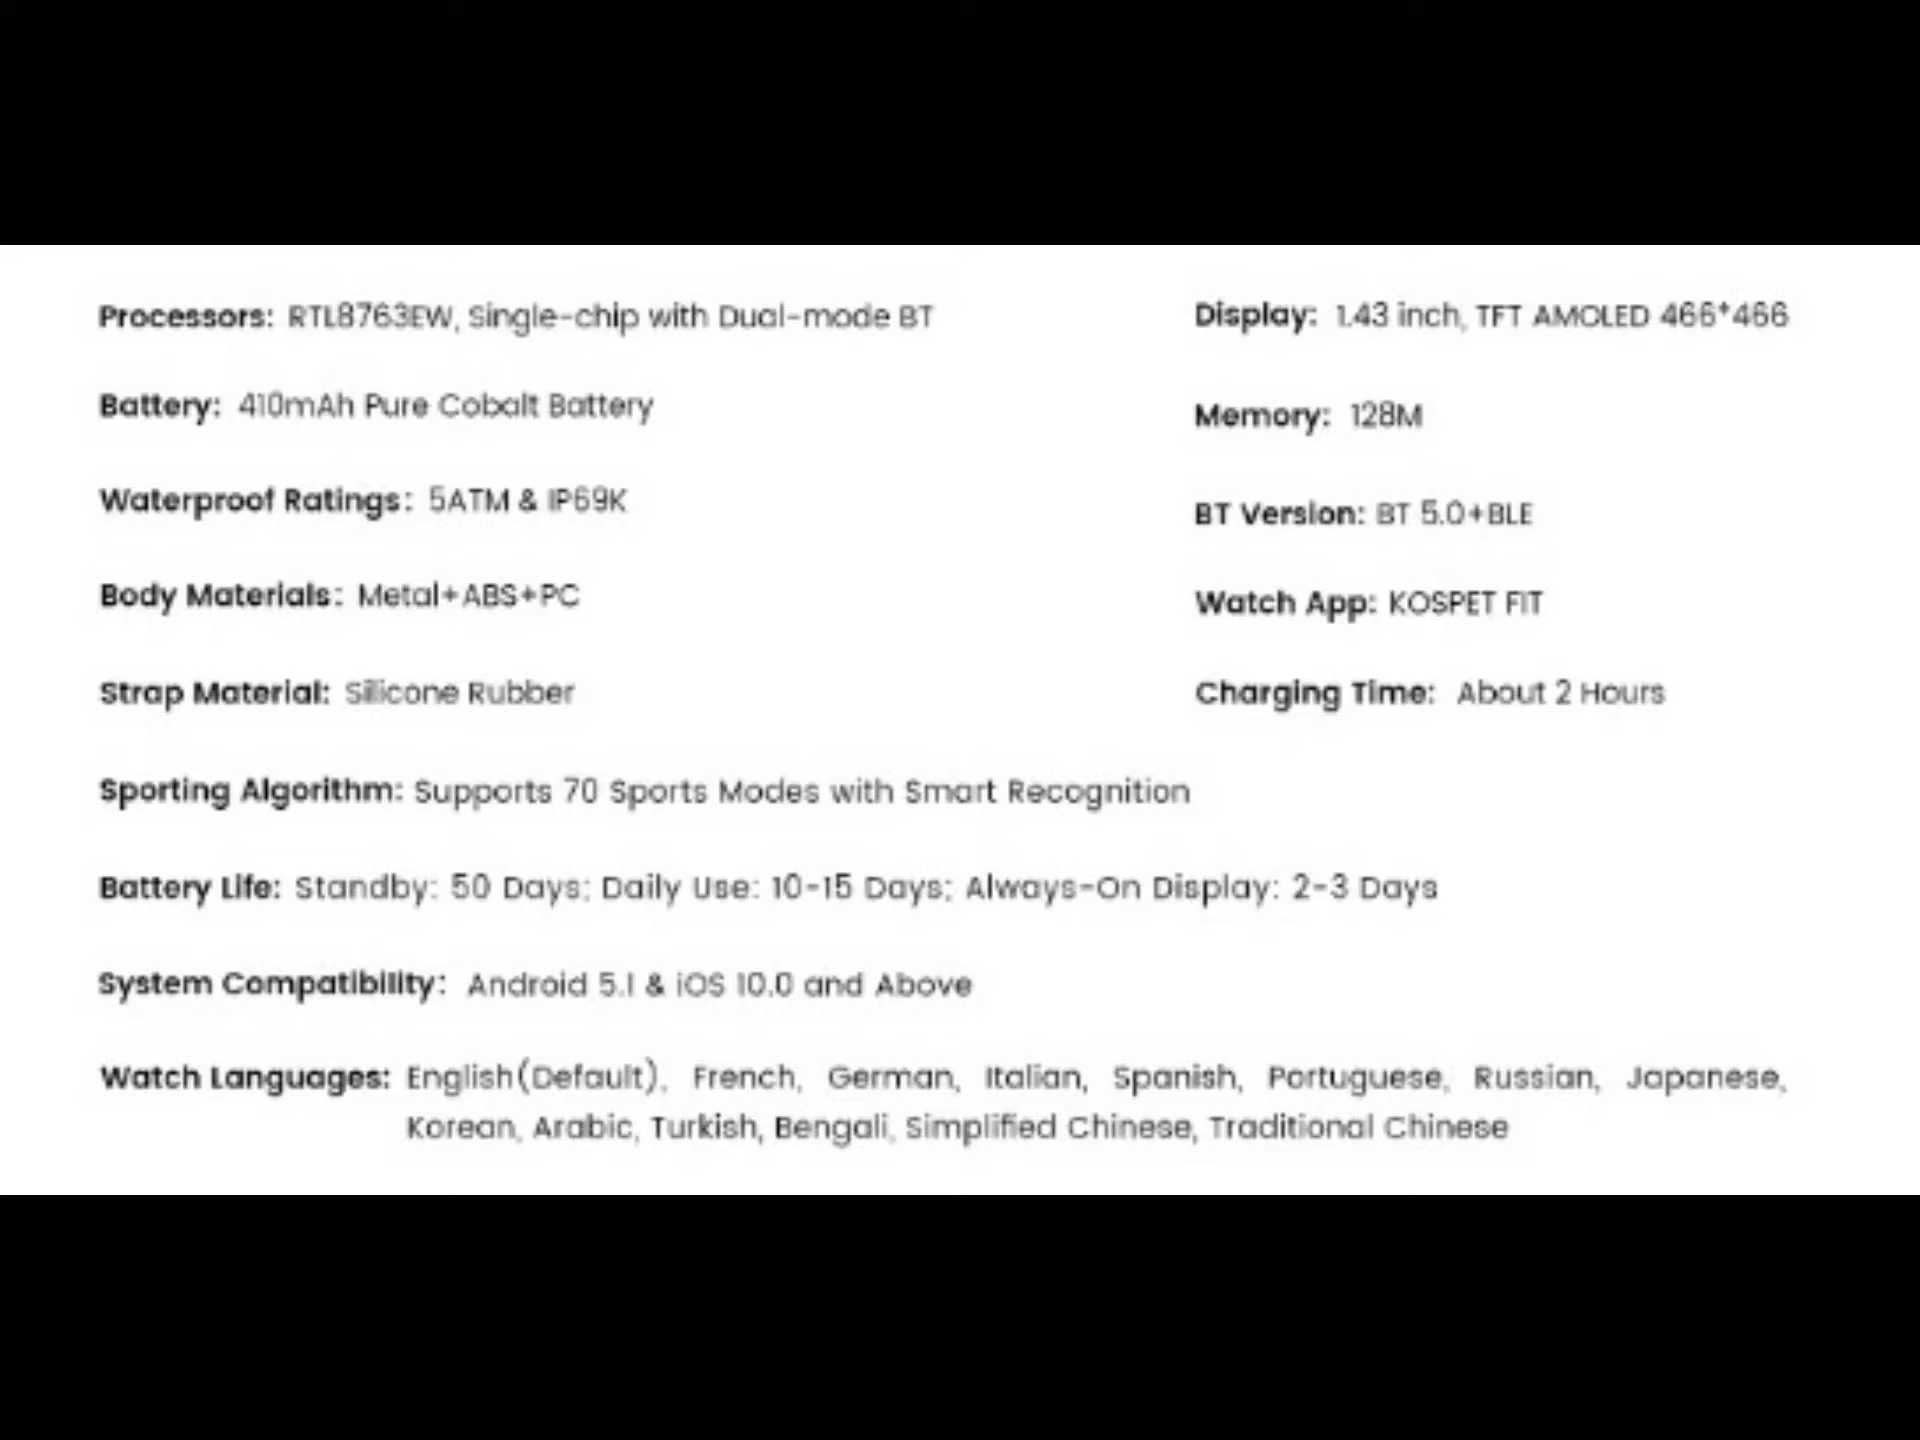 Processors: RTL8763EW, Single-chip with Dual-mode BT
Display: 1.43 inch, TFT AMOLED 466*466
Battery: 410mAh Pure Cobalt Battery
Memory: 128M
Waterproof Ratings: 5ATM & IP69K
BT Version: BT 5.0+BLE
Body Materials: Metal+ABS+PC
Watch App: KOSPET FIT
Strap Material: Silicone Rubber
Charging Time: About 2 Hours
Sporting Algorithm: Supports 70 Sports Modes with Smart Recognition
Battery Life: Standby: 50 Days; Daily Use: 10-15 Days; Always-On Display: 2-3 Days
System Compatibility: Android 5.1 & iOS 10.0 and Above
Watch Languages: English(Default), French, German, Italian, Spanish, Portuguese, Russian, Japanese,
Korean, Arabic, Turkish, Bengali, Simplified Chinese, Traditional Chinese